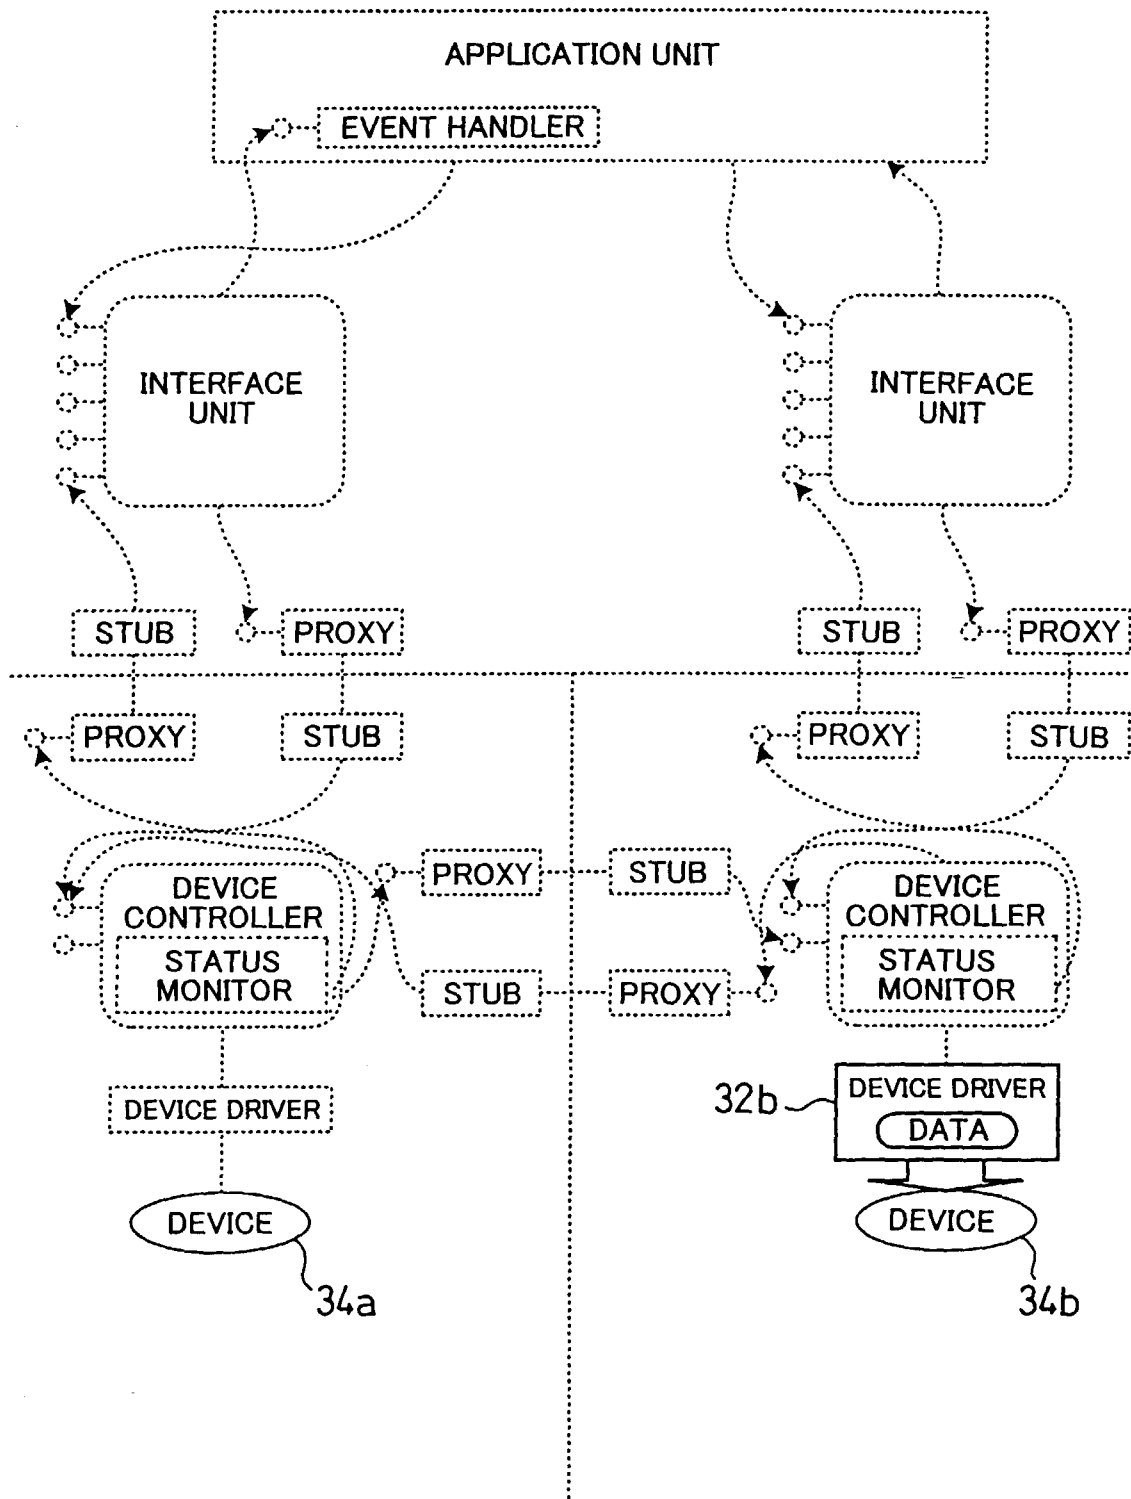 APPLICATION UNIT
EVENT HANDLER
INTERFACE
UNIT
INTERFACE
UNIT
STUB
PROXY
STUB
PROXY
PROXY
STUB
PROXY
STUB
PROXY
STUB
DEVICE
CONTROLLER
STATUS
MONITOR
DEVICE
CONTROLLER
STATUS
MONITOR
STUB
PROXY
DEVICE DRIVER
32b
DEVICE DRIVER
DATA
DEVICE
DEVICE
34a
34b